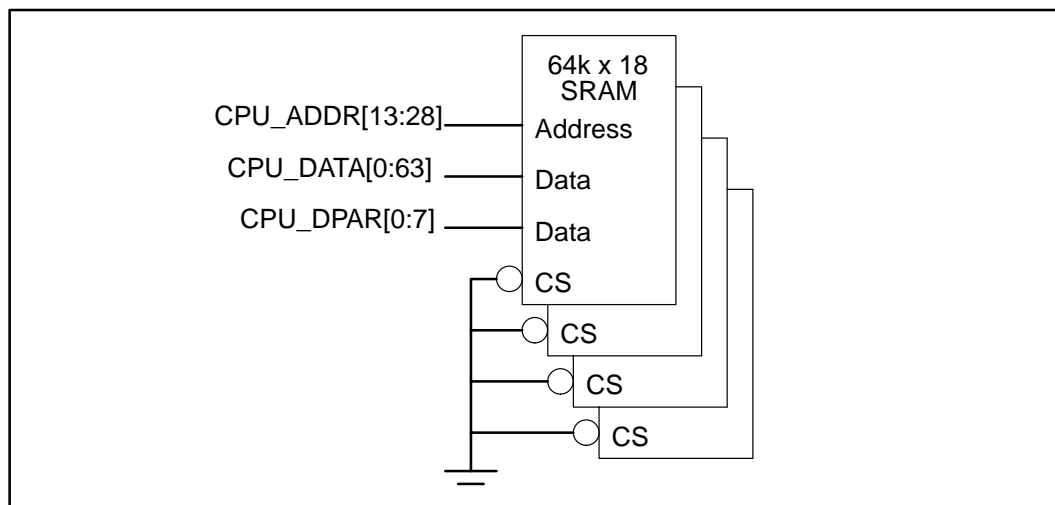 64k x 18
SRAM
CPU_ADDR[13:28]
Address
CPU_DATA[0:63]
Data
CPU_DPAR[0:7]
Data
CS
CS
CS
CS